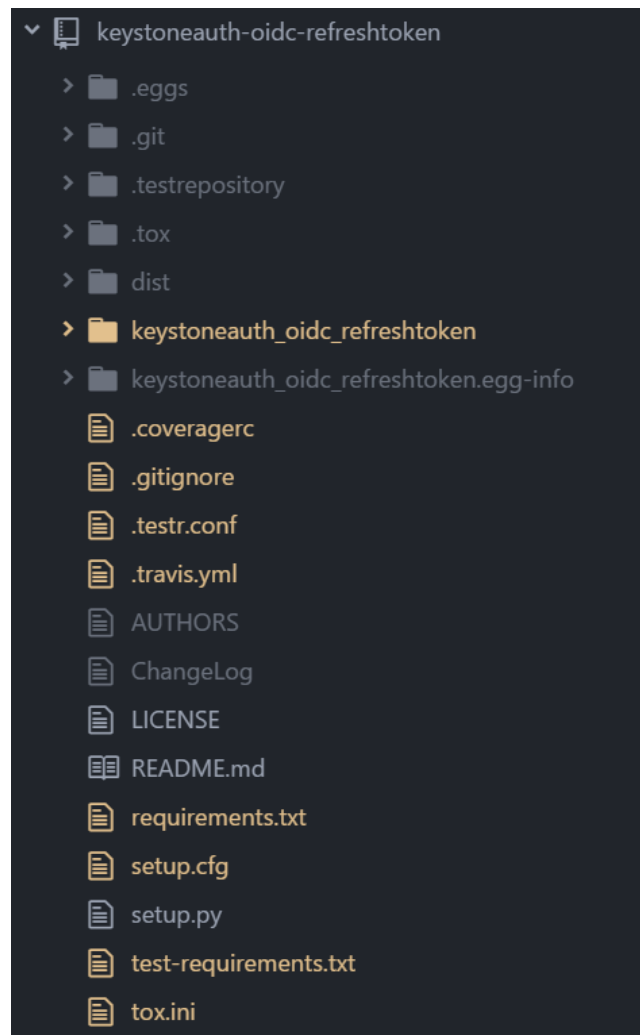 keystoneauth-oidc-refreshtoken
.eggs
.git
.testrepository
.tox
dist
keystoneauth_oidc_refreshtoken
keystoneauth_oidc_refreshtoken.egg-info
.coveragerc
.gitignore
.testr.conf
.travis.yml
AUTHORS
ChangeLog
LICENSE
README.md
requirements.txt
setup.cfg
setup.py
test-requirements.txt
tox.ini